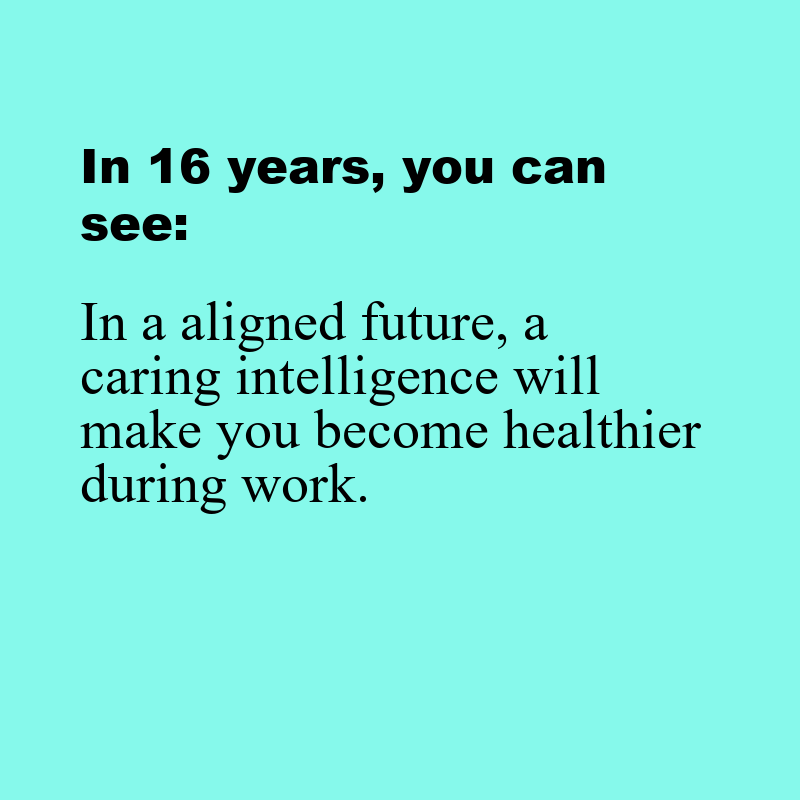 In 16 years, you can
see:
In a aligned future, a
caring intelligence will
make you become healthier
during work.